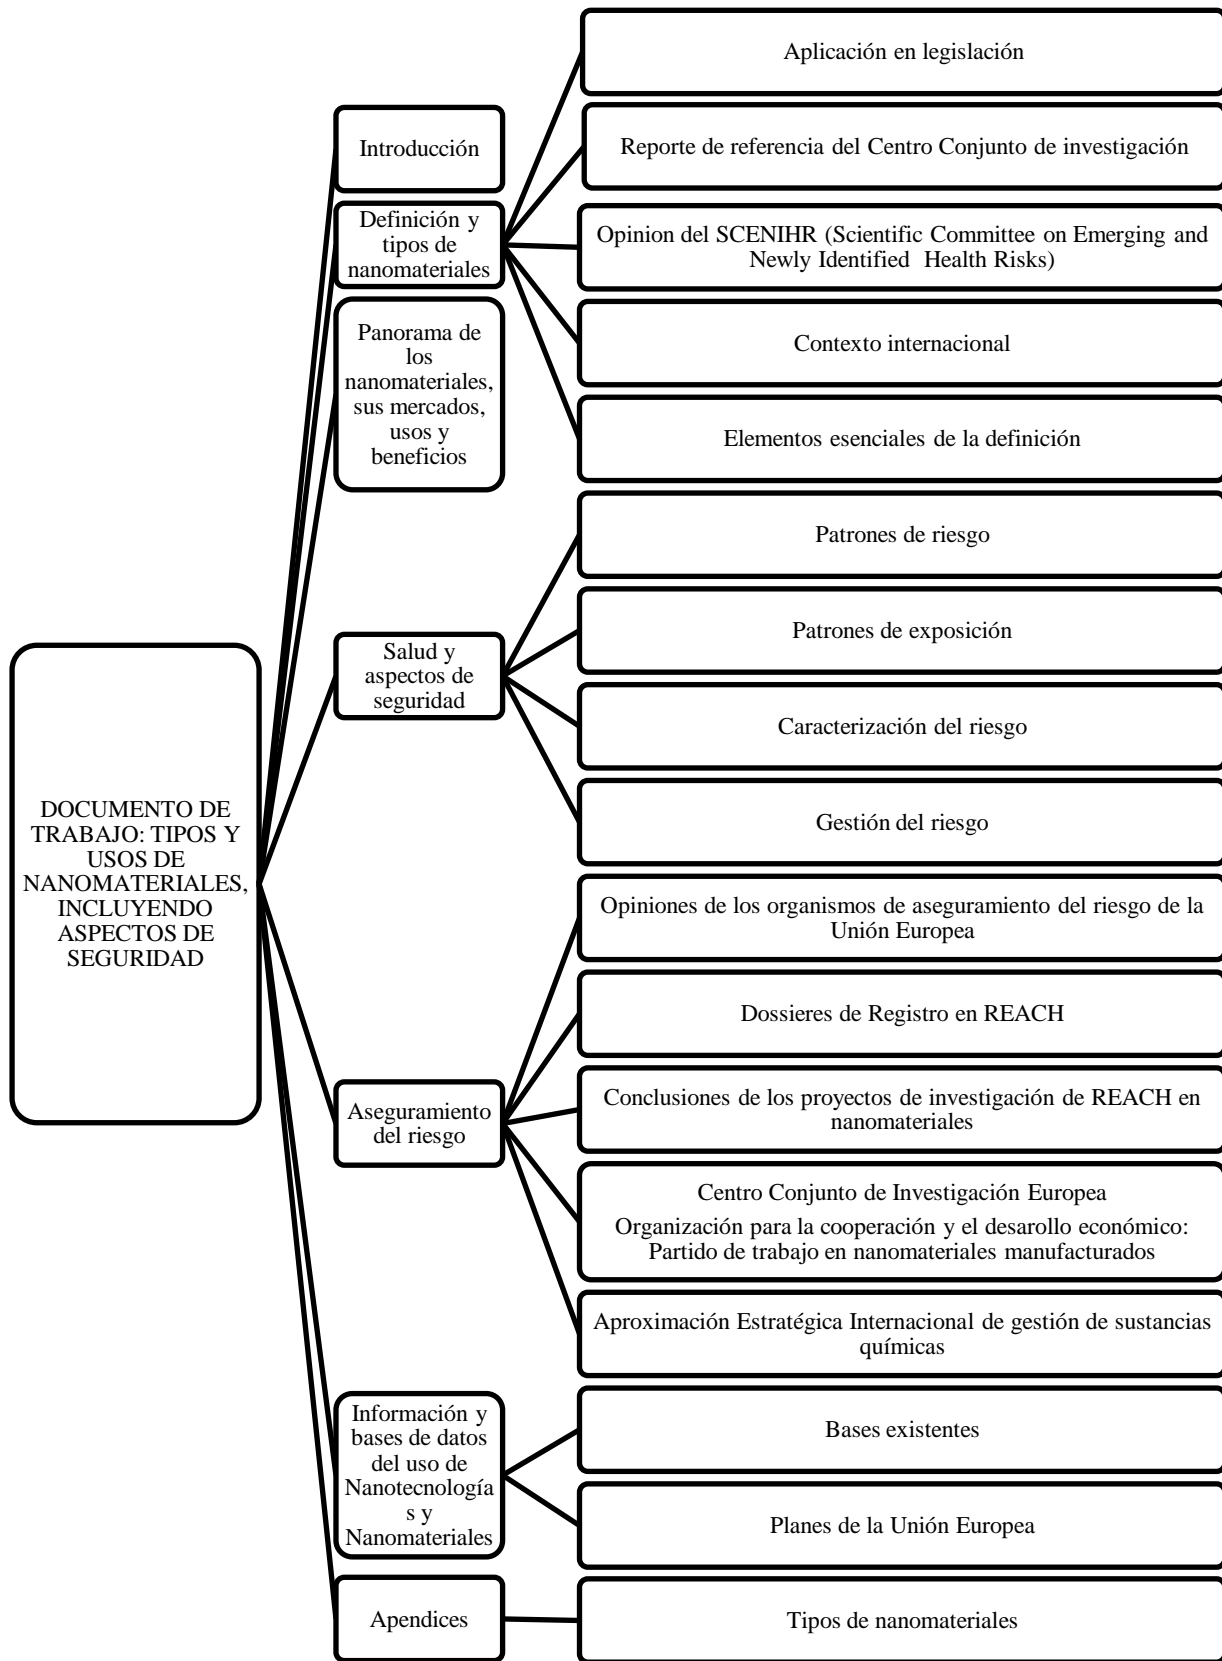 DOCUMENTO DE
TRABAJO: TIPOS Y
USOS DE
NANOMATERIALES,
INCLUYENDO
ASPECTOS DE
SEGURIDAD
Introducción
Definición y
tipos de
nanomateriales
Aplicación en legislación
Reporte de referencia del Centro Conjunto de investigación
Opinion del SCENIHR (Scientific Committee on Emerging and
Newly Identified Health Risks)
Contexto internacional
Elementos esenciales de la definición
Panorama de
los
nanomateriales,
sus mercados,
usos y
beneficios
Salud y
aspectos de
seguridad
Patrones de riesgo
Patrones de exposición
Caracterización del riesgo
Gestión del riesgo
Aseguramiento
del riesgo
Opiniones de los organismos de aseguramiento del riesgo de la
Unión Europea
Dossieres de Registro en REACH
Conclusiones de los proyectos de investigación de REACH en
nanomateriales
Centro Conjunto de Investigación Europea
Organización para la cooperación y el desarollo económico:
Partido de trabajo en nanomateriales manufacturados
Aproximación Estratégica Internacional de gestión de sustancias
químicas
Información y
bases de datos
del uso de
Nanotecnología
s y
Nanomateriales
Bases existentes
Planes de la Unión Europea
Apendices
Tipos de nanomateriales